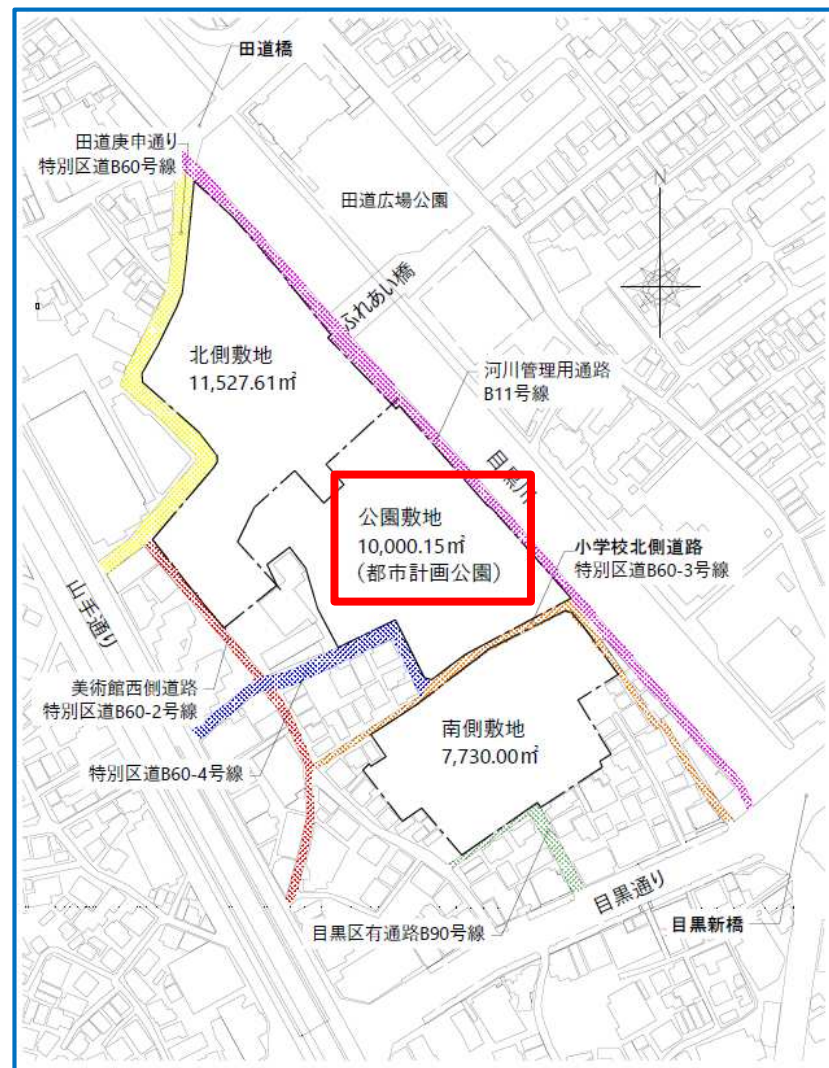 田道橋
田道庚申通り
特別区道B60号線
田道広場公園
N
ふれあい橋
北側敷地
11,527.61㎡
河川管理用通路
B11号線
目黒川
公園敷地
10,000.15㎡
（都市計画公園）
小学校北側道路
特別区道B60-3号線
山手通り
美術館西側道路
特別区道B60-2号線
南側敷地
7,730.00㎡
特別区道B60-4号線
目黒通り
目黒区有通路B90号線
目黒新橋